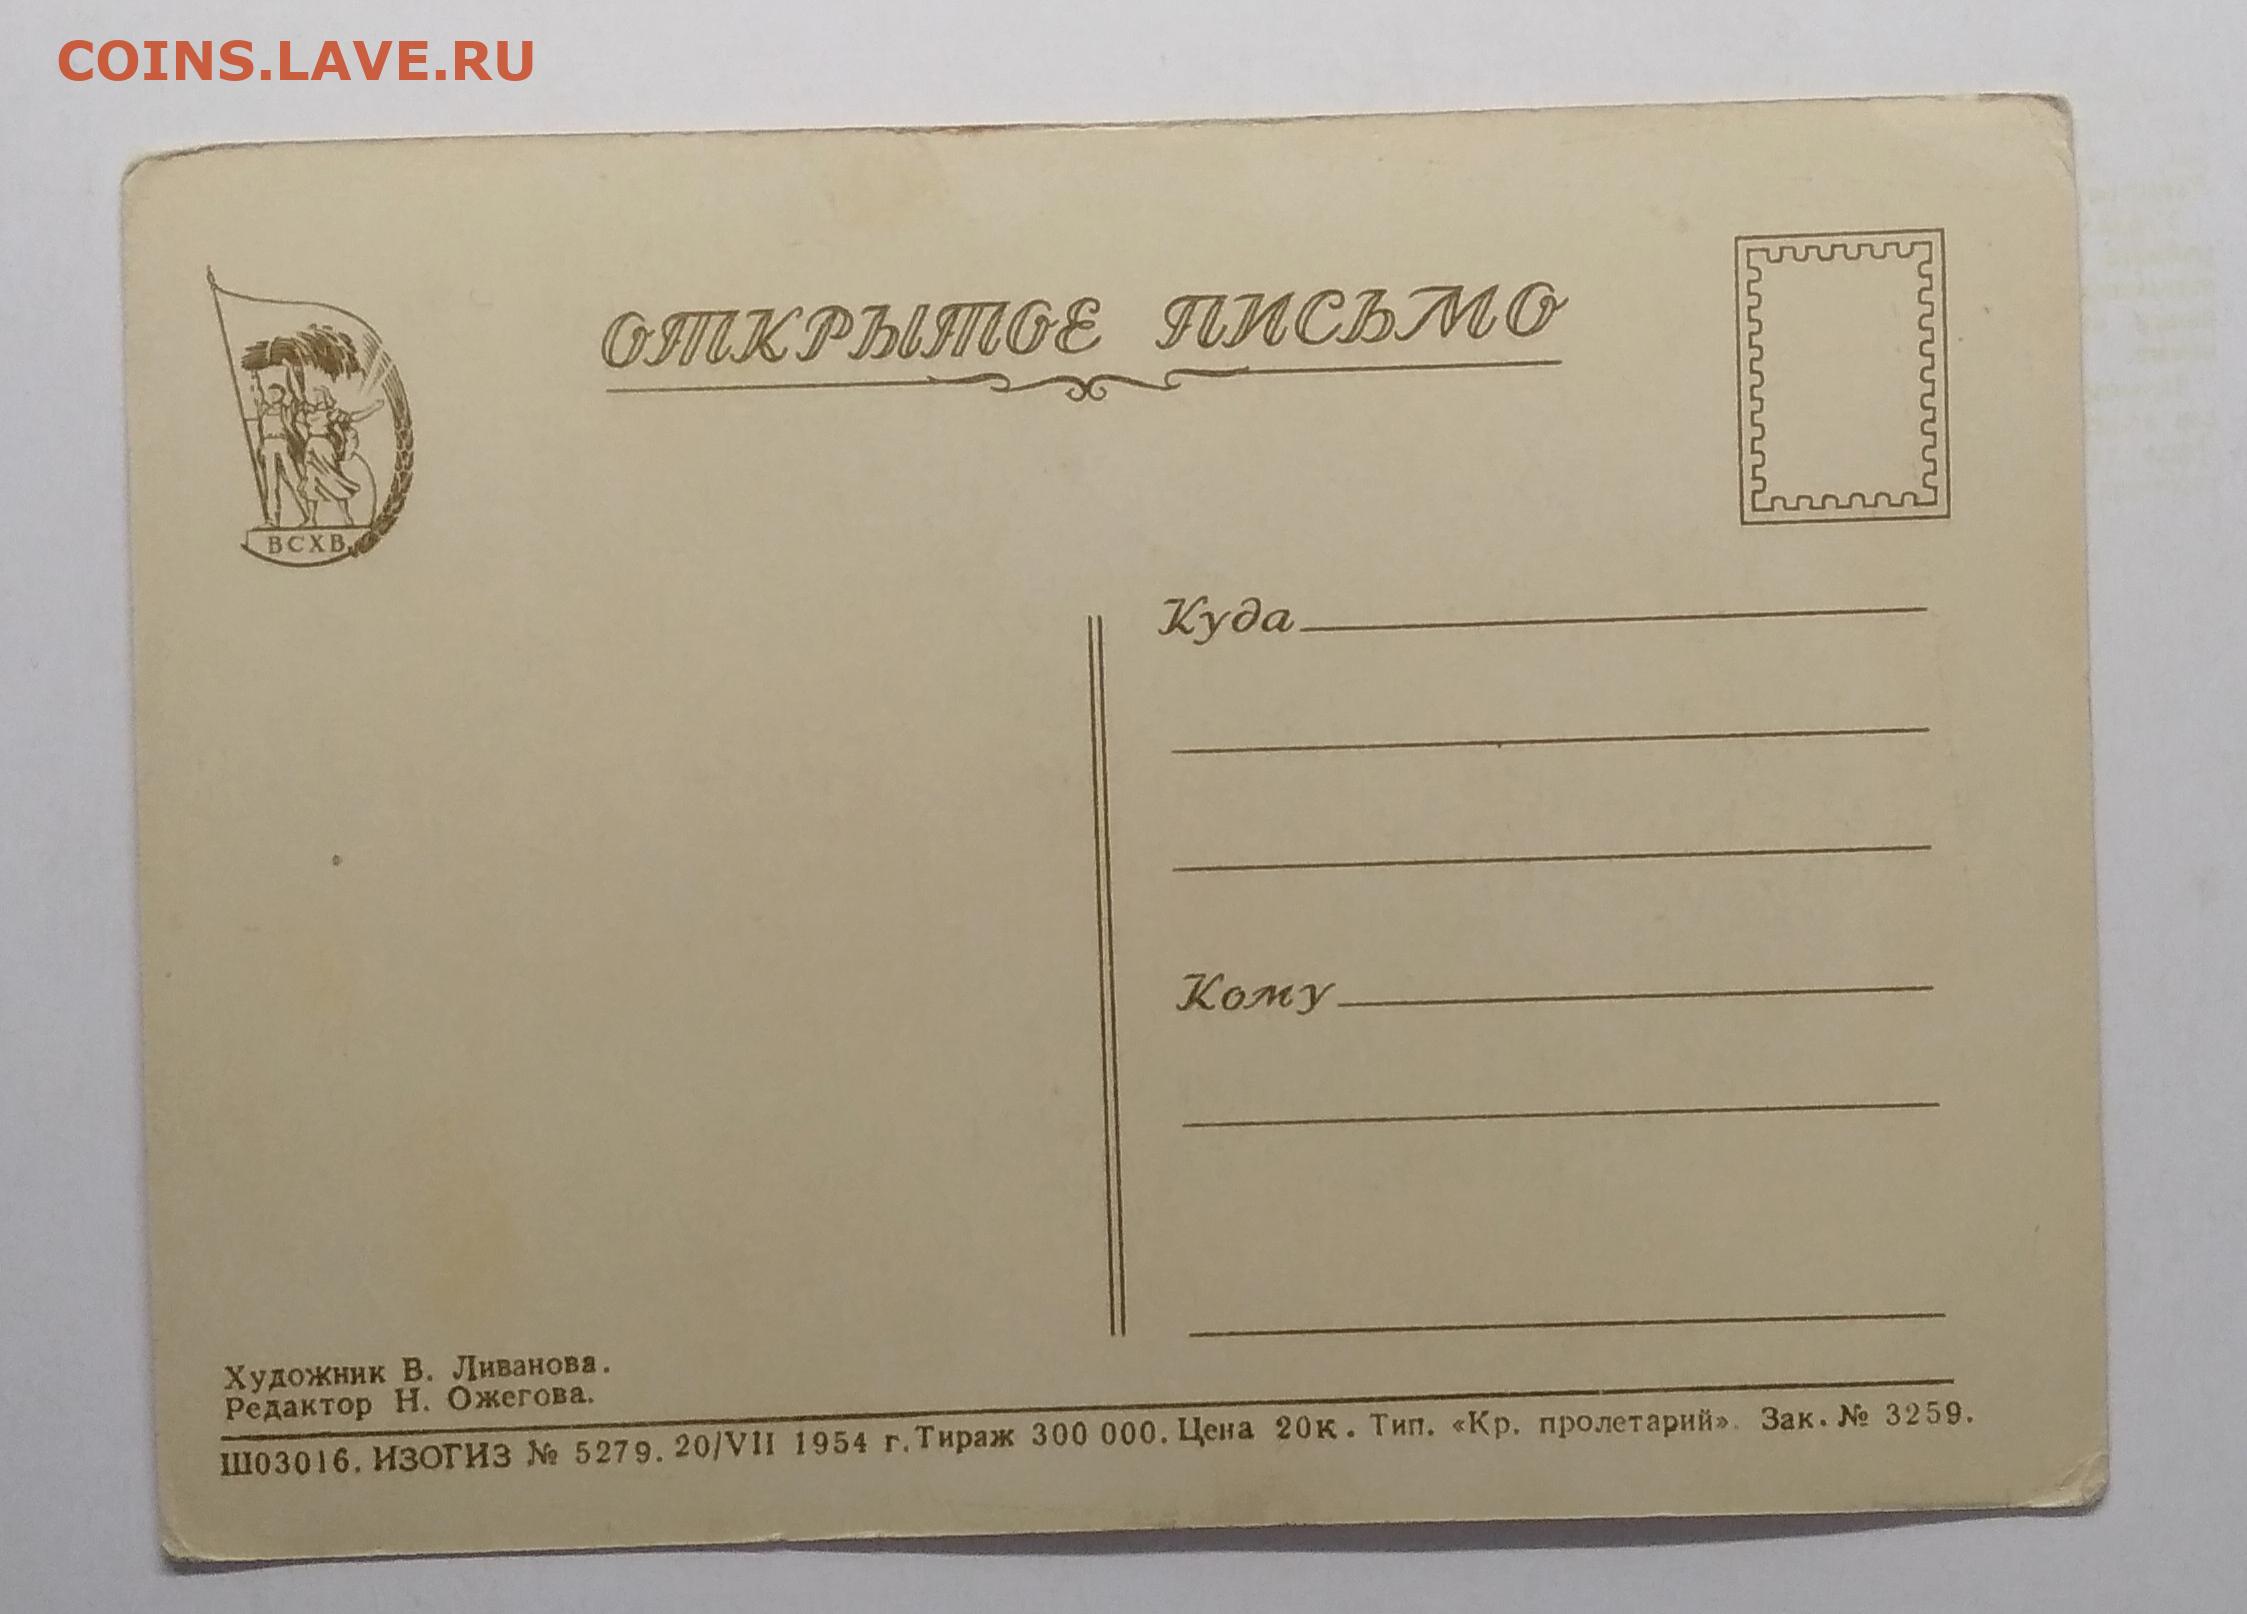 COINS.LAVE.RU
ОТКРЫТОЕ ПИСЬМО
ВСХВ
Куда
Кому
Художник В. Ливанова.
Редактор Н. Ожегова.
Ш03016. ИЗОГИЗ № 5279. 20/VII 1954 г. Тираж 300 000. Цена 20к. Тип. «Кр. пролетарий». Зак. № 3259.